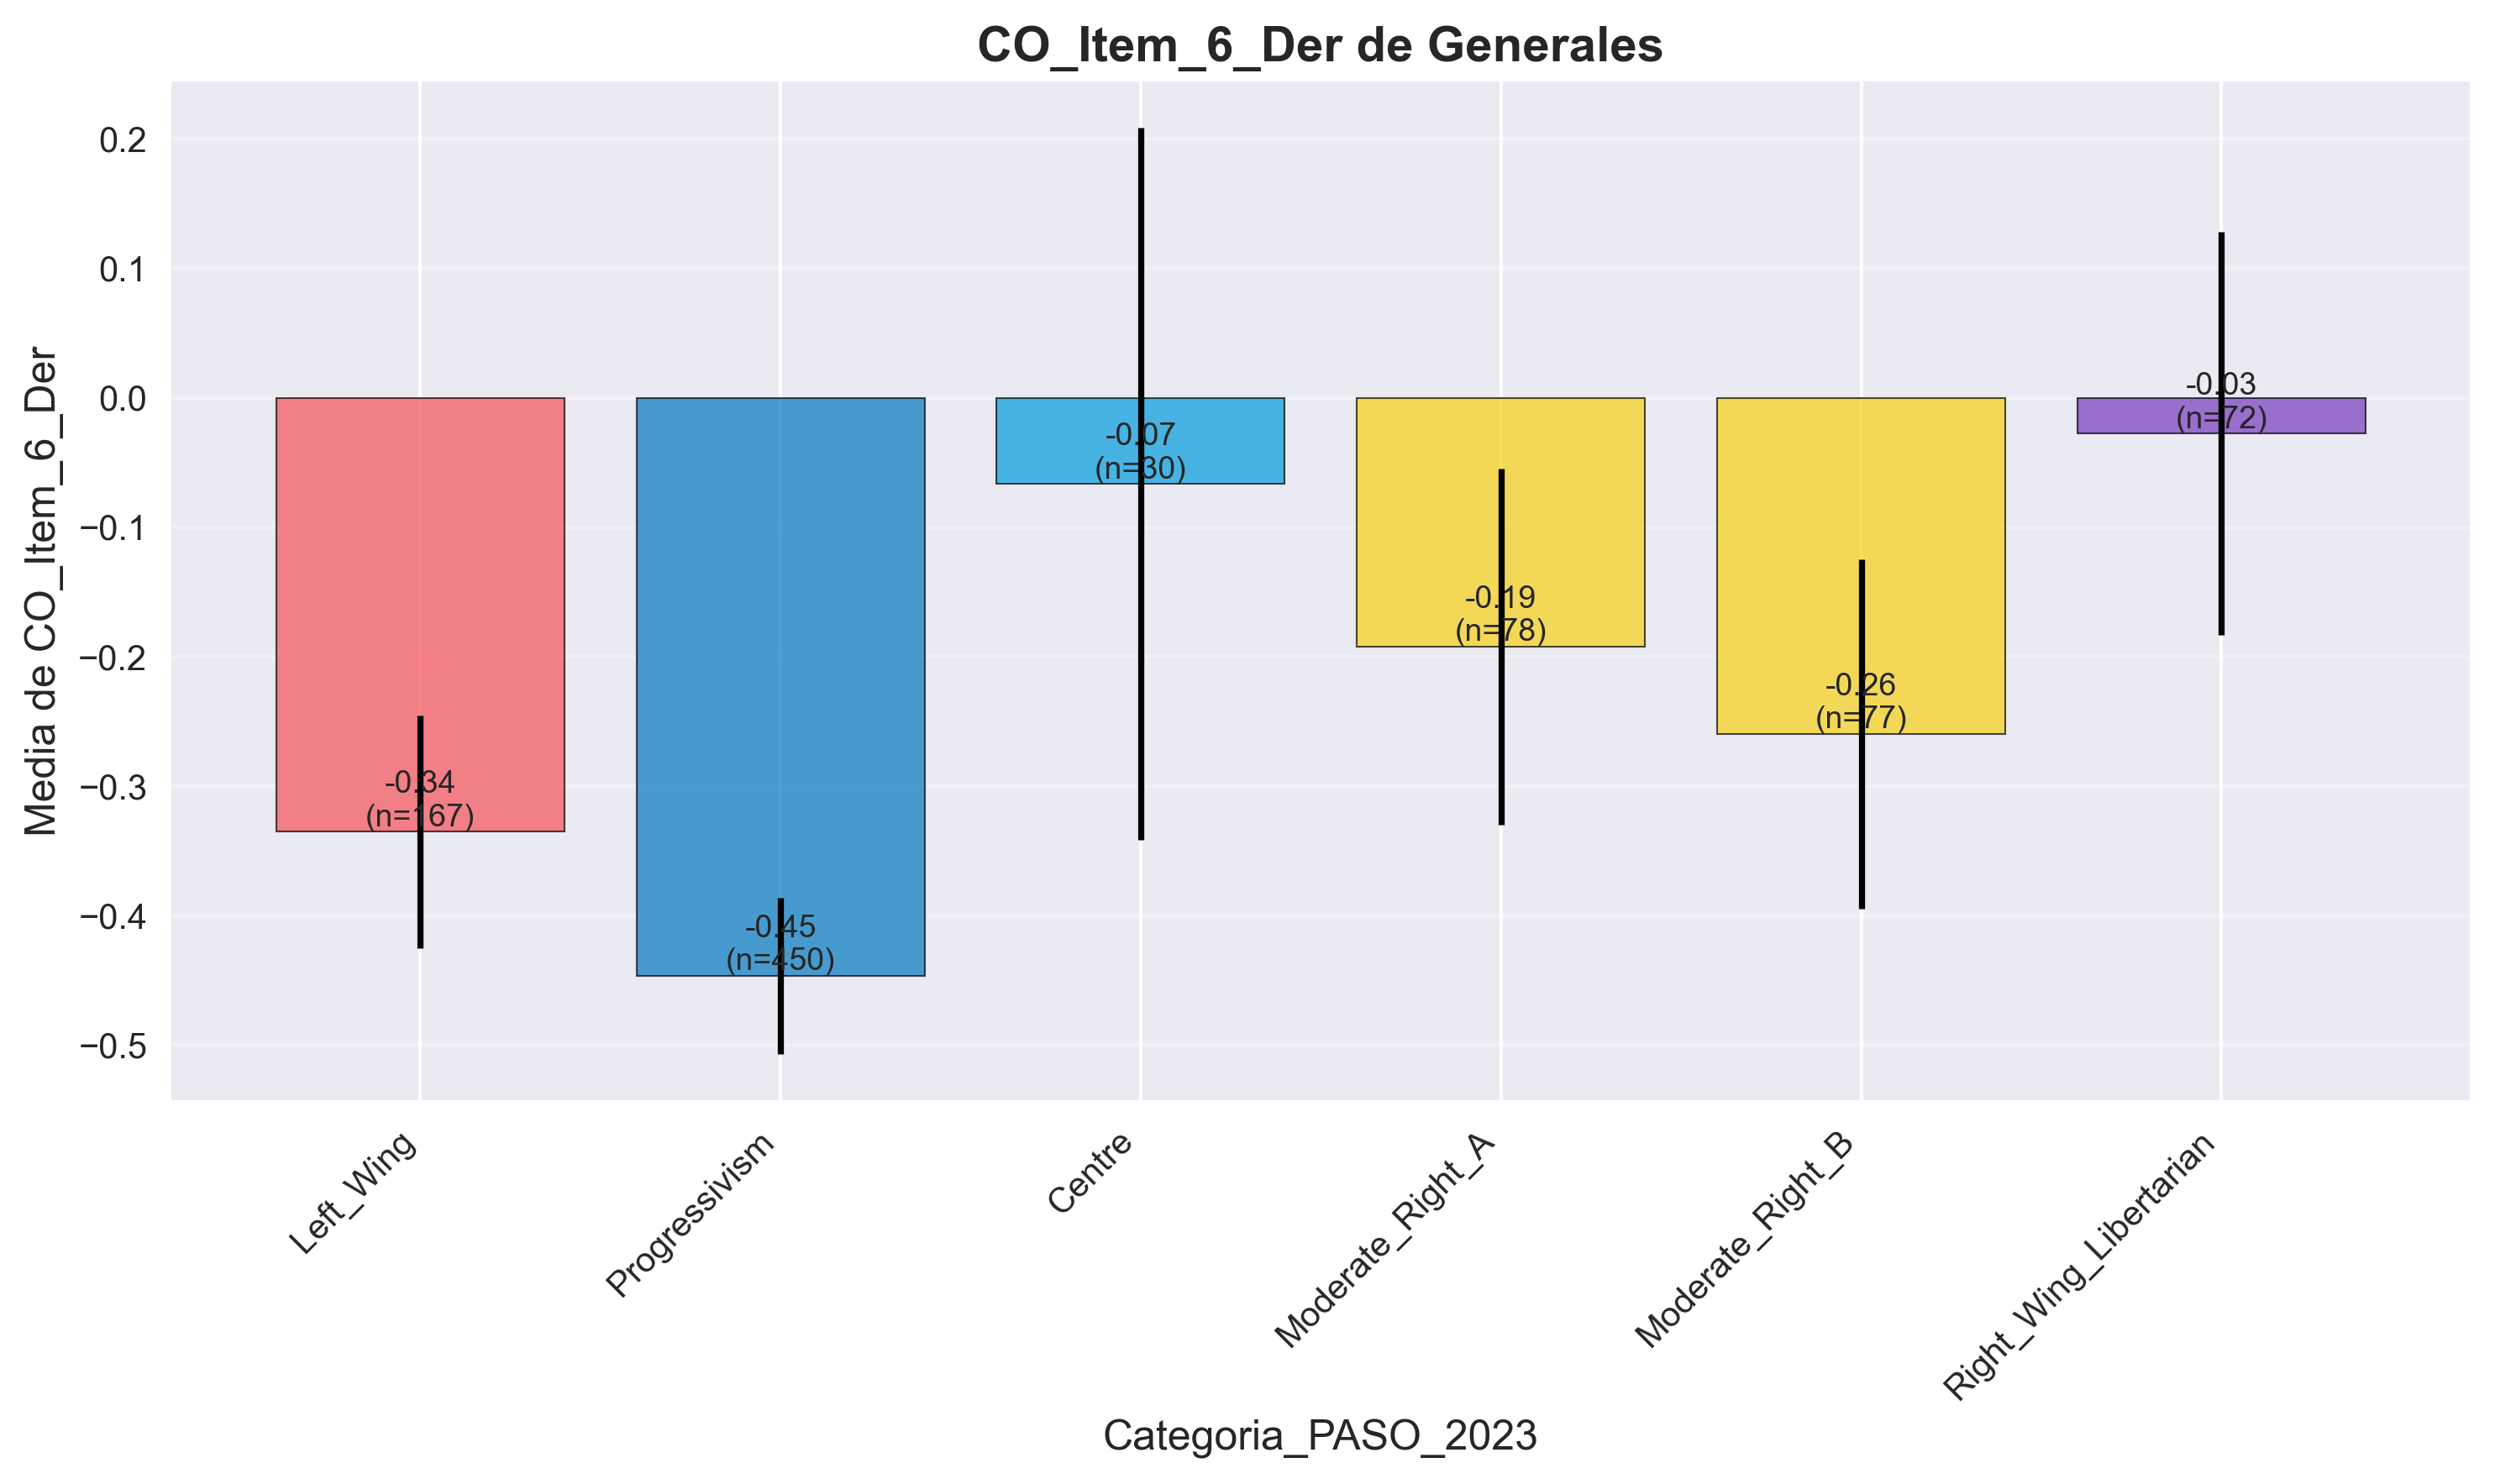 CO_Item_6_Der de Generales
Media de CO_Item_6_Der
0.2
0.1
0.0
−0.1
−0.2
−0.3
−0.4
−0.5
-0.34
(n=167)
-0.45
(n=450)
-0.07
(n=30)
-0.19
(n=78)
-0.26
(n=77)
-0.03
(n=72)
Left_Wing
Progressivism
Centre
Moderate_Right_A
Moderate_Right_B
Right_Wing_Libertarian
Categoria_PASO_2023